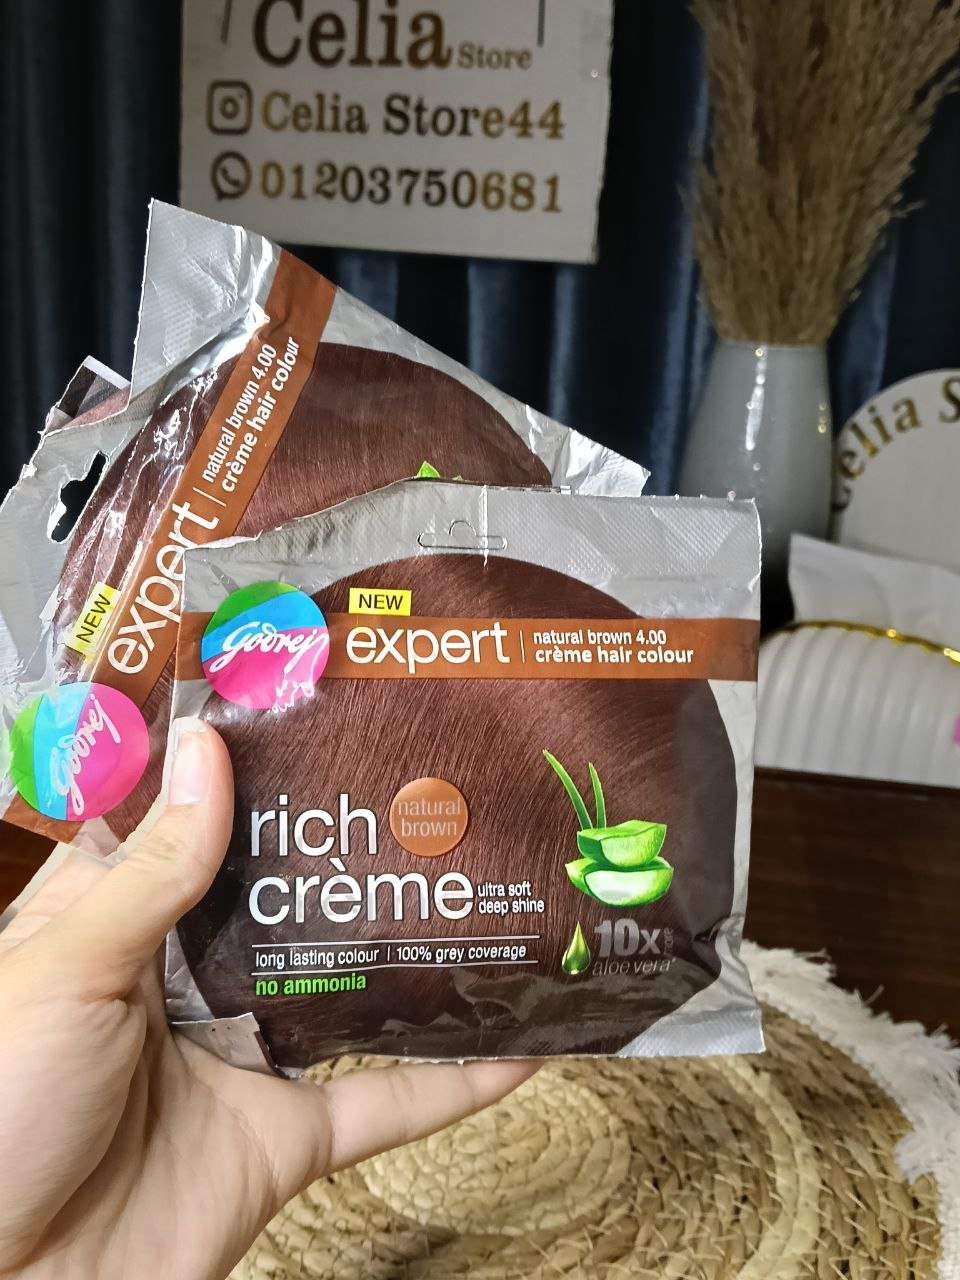 Celia Store
Celia Store44
01203750681
Celia S
natural brown 4.00
crème hair colour
expert
NEW
Godrej
NEW
Godrej
expert
natural brown 4.00
crème hair colour
rich
natural
brown
crème
ultra soft
deep shine
long lasting colour | 100% grey coverage
no ammonia
10x
aloe vera*